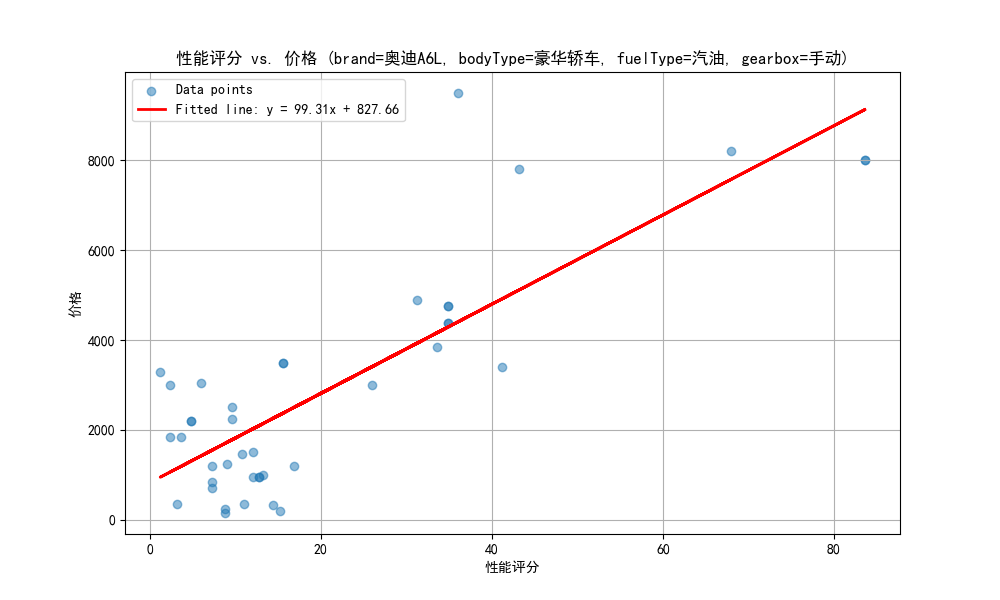 性能评分 vs. 价格 (brand=奥迪A6L, bodyType=豪华轿车, fuelType=汽油, gearbox=手动)
Data points
Fitted line: y = 99.31x + 827.66
价格
8000
6000
4000
2000
0
0 20 40 60 80
性能评分